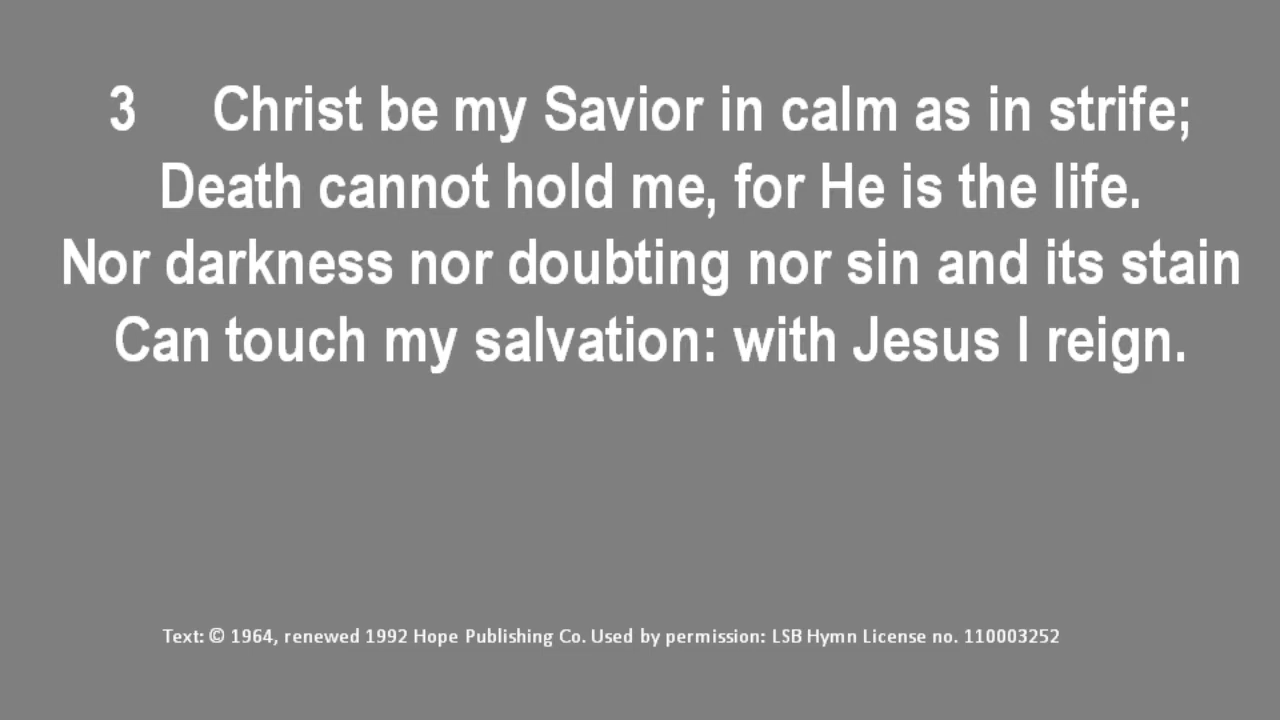 3 Christ be my Savior in calm as in strife;
Death cannot hold me, for He is the life.
Nor darkness nor doubting nor sin and its stain
Can touch my salvation: with Jesus I reign.
Text: © 1964, renewed 1992 Hope Publishing Co. Used by permission: LSB Hymn License no. 110003252